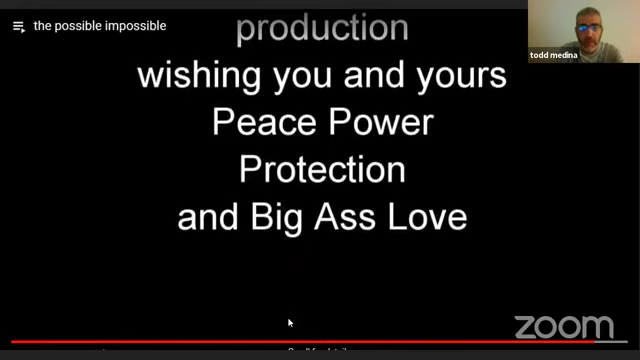 the possible impossible
todd medina
production
wishing you and yours
Peace Power
Protection
and Big Ass Love
zoom